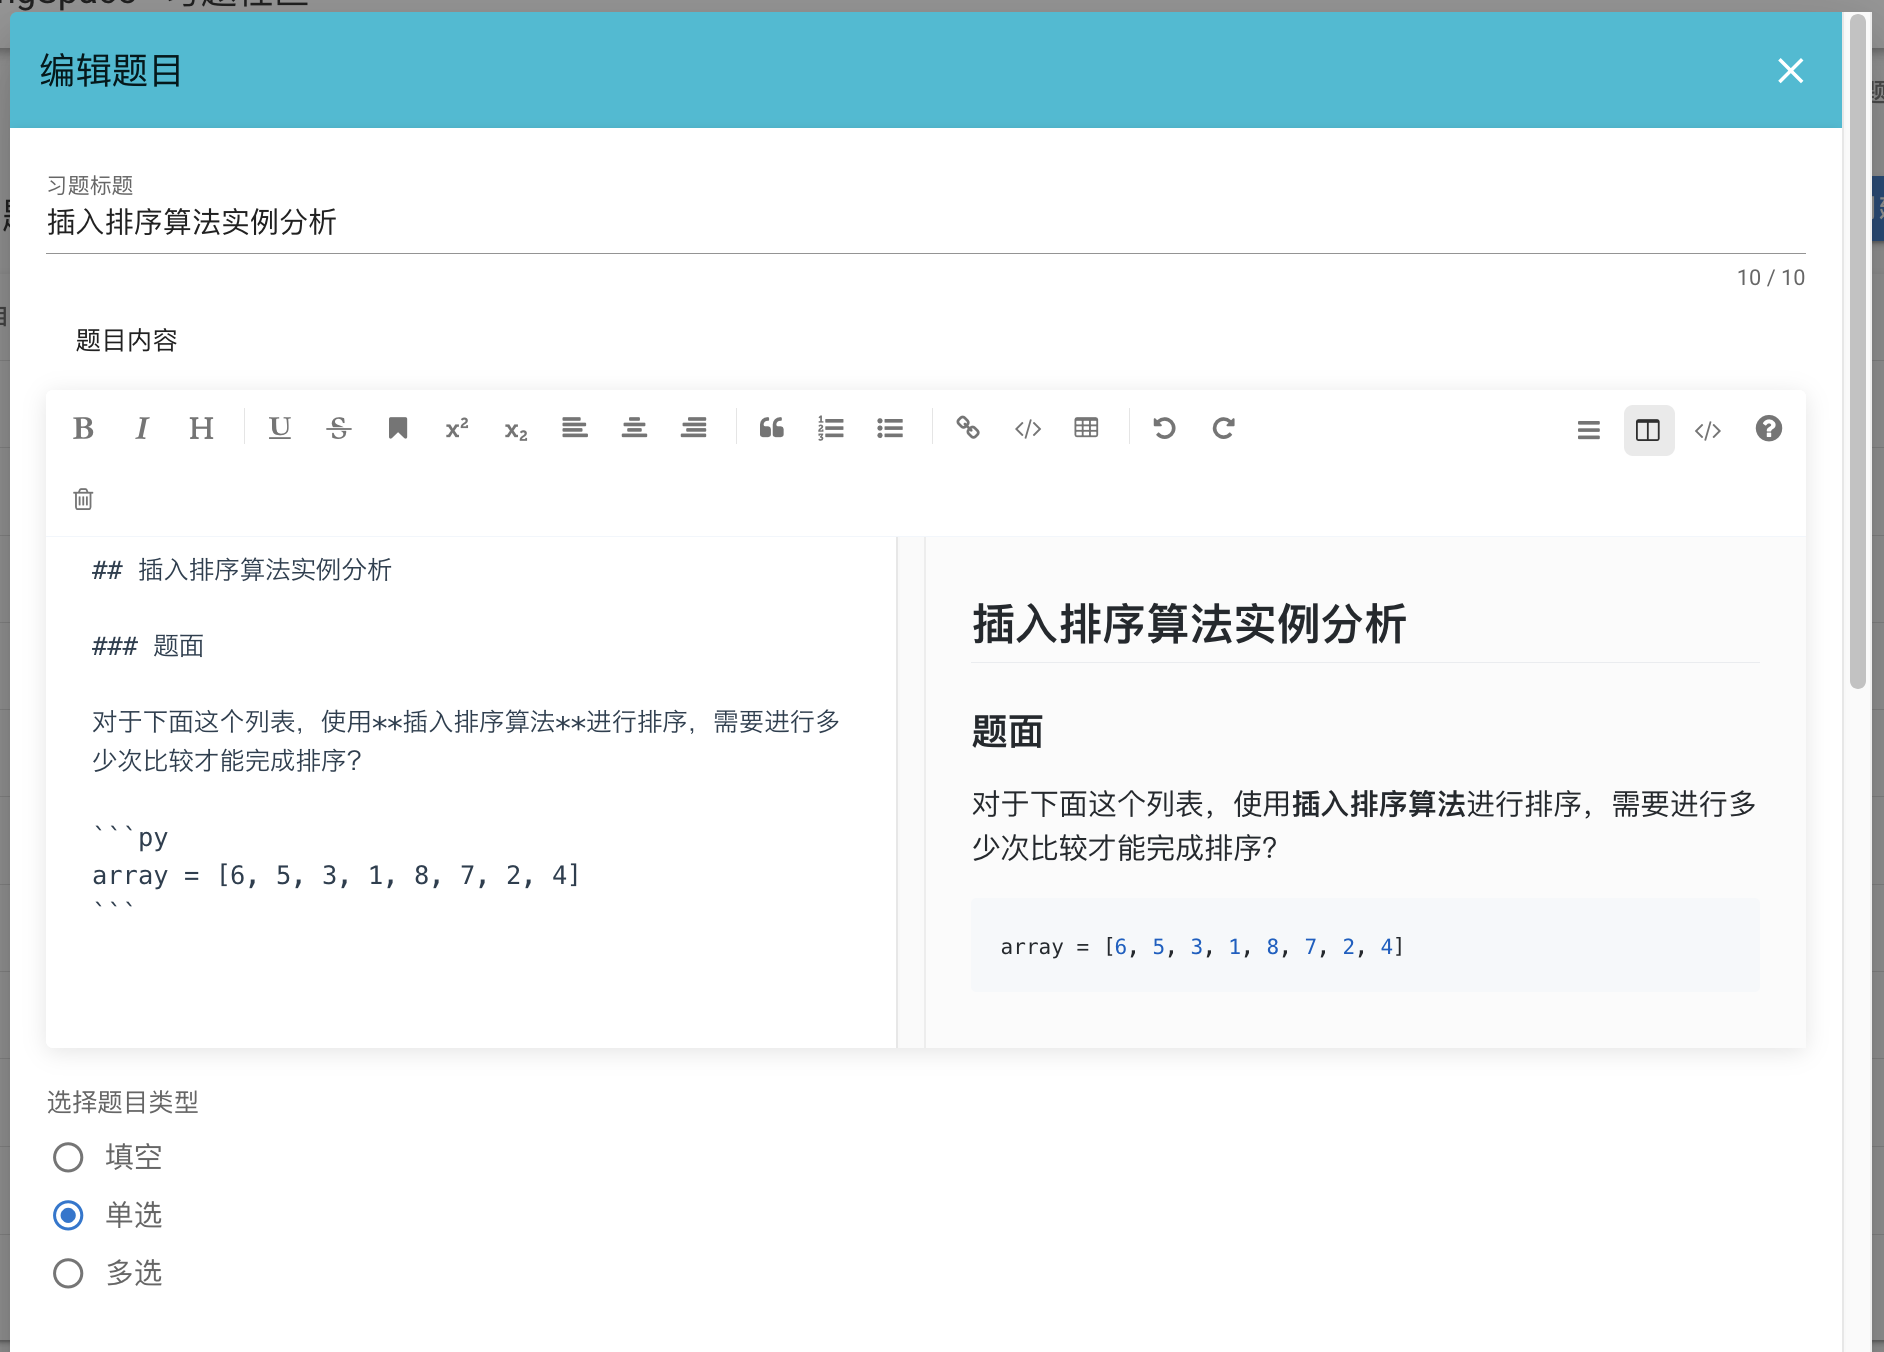 编辑题目
习题标题
插入排序算法实例分析
10 / 10
题目内容
B I H U S x² x₂
## 插入排序算法实例分析
### 题面
对于下面这个列表，使用**插入排序算法**进行排序，需要进行多
少次比较才能完成排序？
```py
array = [6, 5, 3, 1, 8, 7, 2, 4]
```
插入排序算法实例分析
题面
对于下面这个列表，使用插入排序算法进行排序，需要进行多
少次比较才能完成排序？
array = [6, 5, 3, 1, 8, 7, 2, 4]
选择题目类型
填空
单选
多选